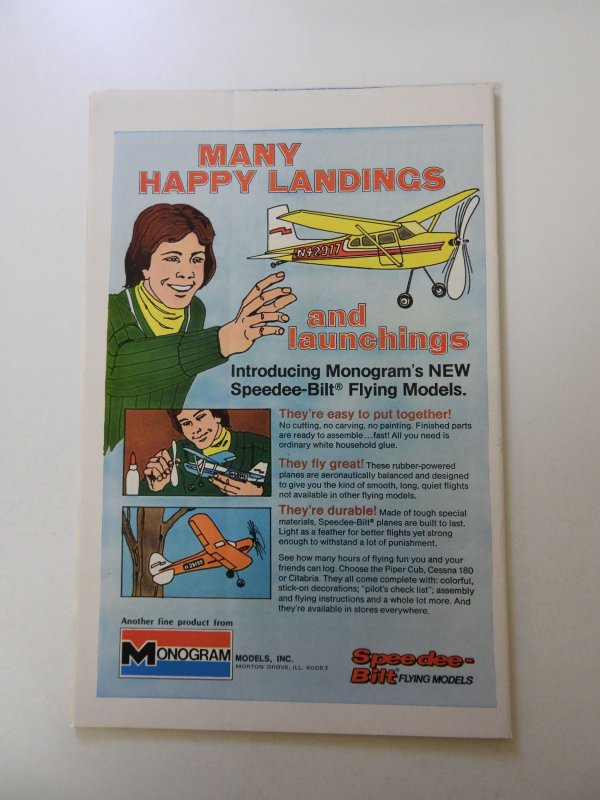 MANY
HAPPY LANDINGS
N42917
and
launchings
Introducing Monogram's NEW
Speedee-Bilt® Flying Models.
They're easy to put together!
No cutting, no carving, no painting. Finished parts
are ready to assemble...fast! All you need is
ordinary white household glue.
They fly great! These rubber-powered
planes are aeronautically balanced and designed
to give you the kind of smooth, long, quiet flights
not available in other flying models.
They're durable! Made of tough special
materials, Speedee-Bilt® planes are built to last.
Light as a feather for better flights yet strong
enough to withstand a lot of punishment.
See how many hours of flying fun you and your
friends can log. Choose the Piper Cub, Cessna 180
or Citabria. They all come complete with: colorful,
stick-on decorations; "pilot's check list"; assembly
and flying instructions and a whole lot more. And
they're available in stores everywhere.
Another fine product from
MONOGRAM MODELS, INC.
MORTON GROVE, ILL. 60053
Speedee-
Bilt® FLYING MODELS